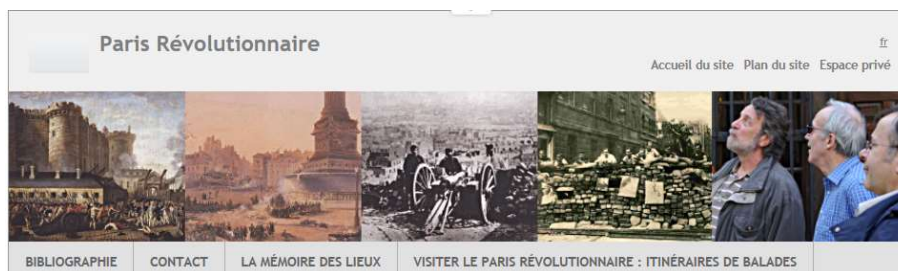 Paris Révolutionnaire
fr
Accueil du site Plan du site Espace privé
BIBLIOGRAPHIE CONTACT LA MÉMOIRE DES LIEUX VISITER LE PARIS RÉVOLUTIONNAIRE : ITINÉRAIRES DE BALADES